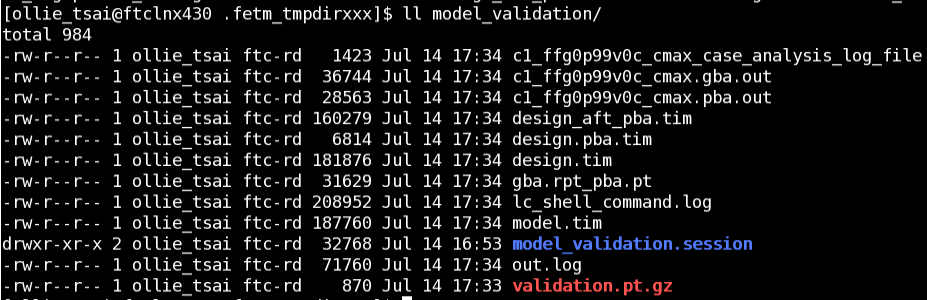 [ollie_tsai@ftclnx430 .fetm_tmpdirxxx]$ ll model_validation/
total 984
-rw-r--r-- 1 ollie_tsai ftc-rd   1423 Jul 14 17:34 c1_ffg0p99v0c_cmax_case_analysis_log_file
-rw-r--r-- 1 ollie_tsai ftc-rd  36744 Jul 14 17:34 c1_ffg0p99v0c_cmax.gba.out
-rw-r--r-- 1 ollie_tsai ftc-rd  28563 Jul 14 17:34 c1_ffg0p99v0c_cmax.pba.out
-rw-r--r-- 1 ollie_tsai ftc-rd 160279 Jul 14 17:34 design_aft_pba.tim
-rw-r--r-- 1 ollie_tsai ftc-rd   6814 Jul 14 17:34 design.pba.tim
-rw-r--r-- 1 ollie_tsai ftc-rd 181876 Jul 14 17:34 design.tim
-rw-r--r-- 1 ollie_tsai ftc-rd  31629 Jul 14 17:34 gba.rpt_pba.pt
-rw-r--r-- 1 ollie_tsai ftc-rd 208952 Jul 14 17:34 lc_shell_command.log
-rw-r--r-- 1 ollie_tsai ftc-rd 187760 Jul 14 17:34 model.tim
drwxr-xr-x 2 ollie_tsai ftc-rd  32768 Jul 14 16:53 model_validation.session
-rw-r--r-- 1 ollie_tsai ftc-rd  71760 Jul 14 17:34 out.log
-rw-r--r-- 1 ollie_tsai ftc-rd    870 Jul 14 17:33 validation.pt.gz